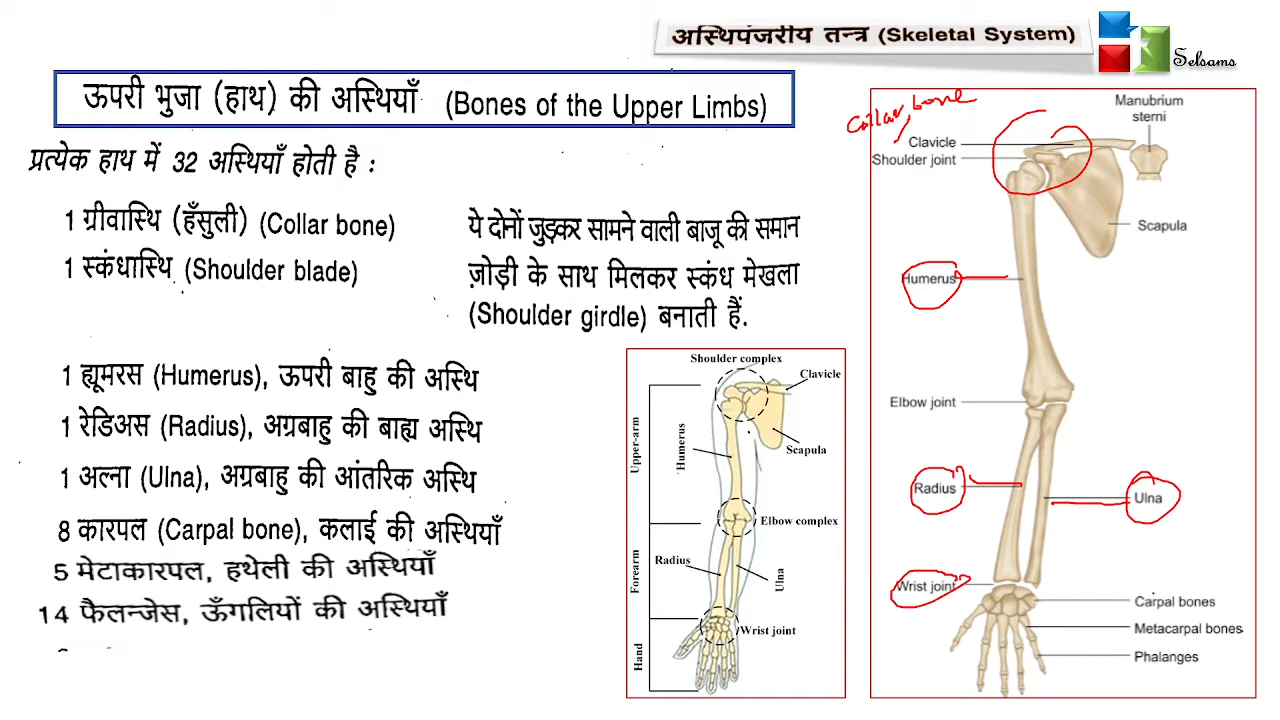 अस्थिपंजरीय तन्त्र (Skeletal System)
Selsams
ऊपरी भुजा (हाथ) की अस्थियाँ (Bones of the Upper Limbs)
प्रत्येक हाथ में 32 अस्थियाँ होती है :
1 ग्रीवास्थि (हँसुली) (Collar bone)
1 स्कंधास्थि (Shoulder blade)
ये दोनों जुड़कर सामने वाली बाजू की समान
ज़ोड़ी के साथ मिलकर स्कंध मेखला
(Shoulder girdle) बनाती हैं.
1 ह्यूमरस (Humerus), ऊपरी बाहु की अस्थि
1 रेडिअस (Radius), अग्रबाहु की बाह्य अस्थि
1 अल्ना (Ulna), अग्रबाहु की आंतरिक अस्थि
8 कारपल (Carpal bone), कलाई की अस्थियाँ
5 मेटाकारपल, हथेली की अस्थियाँ
14 फैलन्जेस, ऊँगलियों की अस्थियाँ
Shoulder complex
Clavicle
Scapula
Upper-arm
Humerus
Elbow complex
Radius
Ulna
Forearm
Wrist joint
Hand
Collar bone
Manubrium
sterni
Clavicle
Shoulder joint
Scapula
Humerus
Elbow joint
Radius
Ulna
Wrist joint
Carpal bones
Metacarpal bones
Phalanges